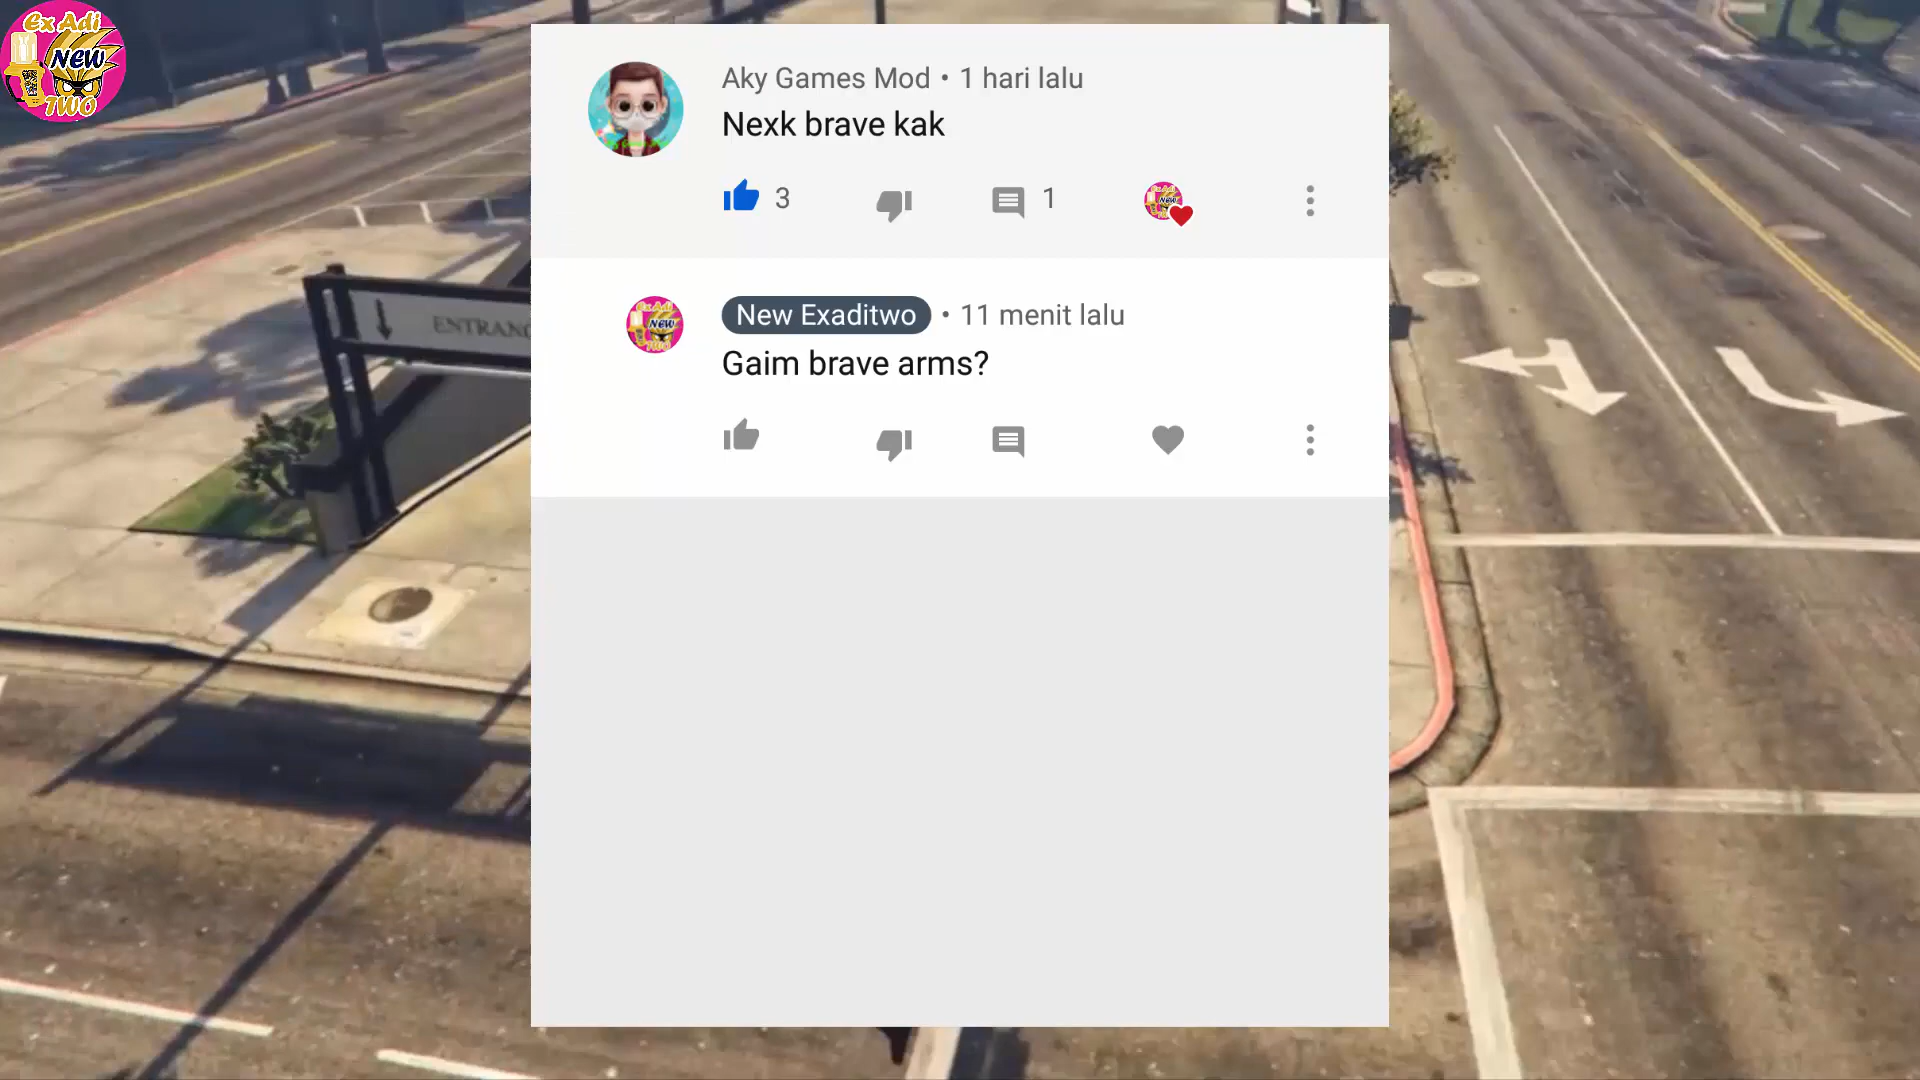 Ex Adi
NEW
TWO
Aky Games Mod • 1 hari lalu
Nexk brave kak
3
1
New Exaditwo • 11 menit lalu
Gaim brave arms?
ENTRANC